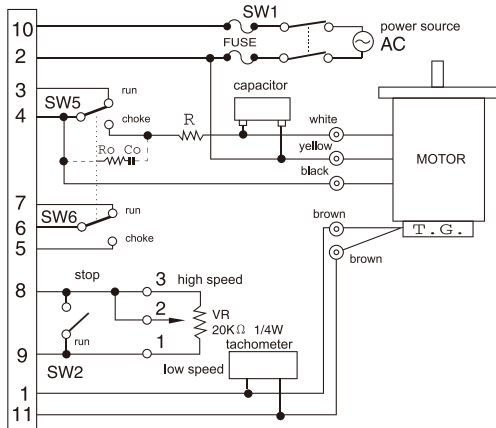 10
SW1
power source
AC
FUSE
2
3
run
SW5
4
choke
R
capacitor
white
yellow
black
MOTOR
Ro Co
7
run
SW6
6
choke
5
brown
T.G.
brown
stop
3 high speed
8
2
VR
20KΩ 1/4W
run
1
tachometer
9
SW2
low speed
1
11